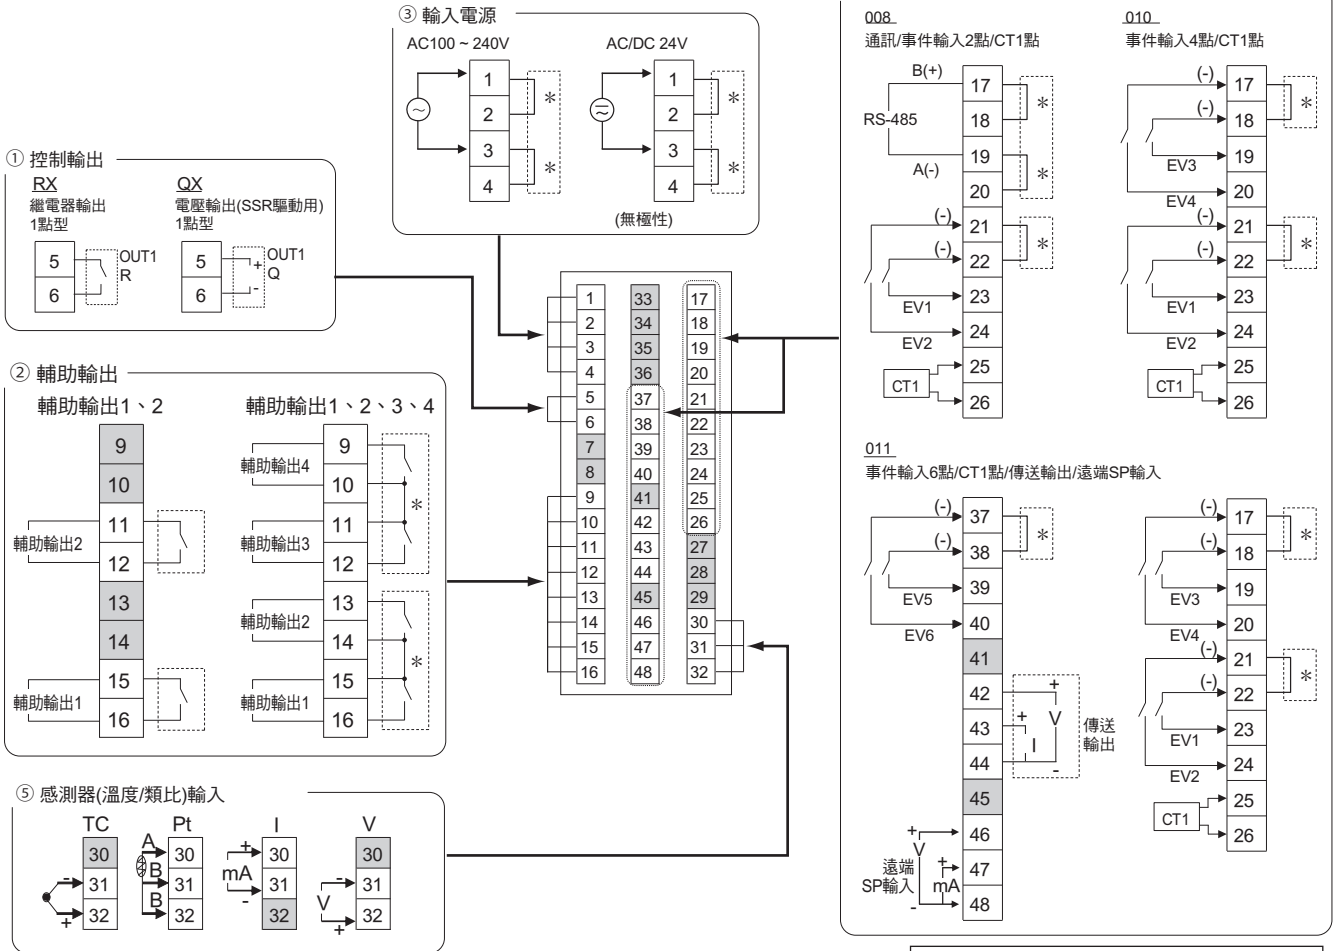 ③ 輸入電源
AC100 ~ 240V
1
2
3
4
*
*
AC/DC 24V
1
2
3
4
*
*
(無極性)
① 控制輸出
RX
繼電器輸出
1點型
5
6
OUT1
R
QX
電壓輸出(SSR驅動用)
1點型
5
6
+
-
OUT1
Q
② 輔助輸出
輔助輸出1、2
9
10
11
12
13
14
15
16
輔助輸出2
輔助輸出1
輔助輸出1、2、3、4
9
10
11
12
13
14
15
16
輔助輸出4
輔助輸出3
輔助輸出2
輔助輸出1
*
*
⑤ 感測器(溫度/類比)輸入
TC
30
31
32
-
+
Pt
A
B
B
30
31
32
I
+
mA
-
30
31
32
V
-
V
+
30
31
32
1 33 17
2 34 18
3 35 19
4 36 20
5 37 21
6 38 22
7 39 23
8 40 24
9 41 25
10 42 26
11 43 27
12 44 28
13 45 29
14 46 30
15 47 31
16 48 32
008
通訊/事件輸入2點/CT1點
B(+)
RS-485
A(-)
17
18
19
20
21
22
23
24
25
26
(-)
(-)
EV1
EV2
CT1
*
*
*
010
事件輸入4點/CT1點
(-)
(-)
EV3
EV4
(-)
(-)
EV1
EV2
CT1
17
18
19
20
21
22
23
24
25
26
*
*
011
事件輸入6點/CT1點/傳送輸出/遠端SP輸入
(-)
(-)
EV5
EV6
37
38
39
40
41
42
43
44
45
46
47
48
*
+
V
+
I
-
傳送
輸出
+
V
遠端
SP輸入
+
mA
-
(-)
(-)
EV3
EV4
(-)
(-)
EV1
EV2
CT1
17
18
19
20
21
22
23
24
25
26
*
*